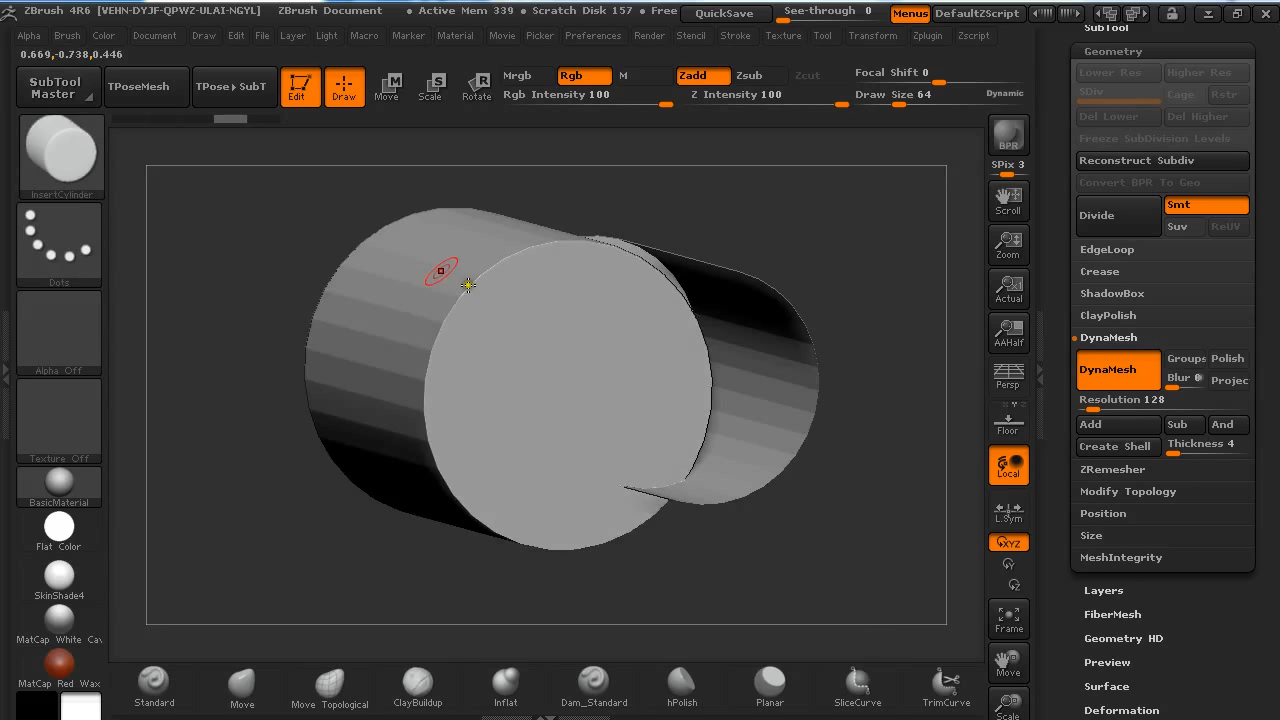 ZBrush 4R6 [VEHN-DYJF-QPWZ-ULAI-NGYL] ZBrush Document • Active Mem 339 • Scratch Disk 157 • Free QuickSave See-through 0 Menus DefaultZScript
Alpha Brush Color Document Draw Edit File Layer Light Macro Marker Material Movie Picker Preferences Render Stencil Stroke Texture Tool Transform Zplugin Zscript
0.669,-0.738,0.446
SubTool Master
TPoseMesh
TPose▸SubT
Edit
Draw
Move
Scale
Rotate
Mrgb Rgb M Zadd Zsub Zcut Focal Shift 0
Rgb Intensity 100 Z Intensity 100 Draw Size 64 Dynamic
InsertCylinder
Dots
Alpha Off
Texture Off
BasicMaterial
Flat Color
SkinShade4
MatCap White Cav
MatCap Red Wax
Standard
Move
Move Topological
ClayBuildup
Inflat
Dam_Standard
hPolish
Planar
SliceCurve
TrimCurve
BPR
SPix 3
Scroll
Zoom
Actual
AAHalf
Persp
Floor
Local
L.Sym
XYZ
Y
Z
Frame
Move
Scale
SubTool
Geometry
Lower Res Higher Res
SDiv Cage Rstr
Del Lower Del Higher
Freeze SubDivision Levels
Reconstruct Subdiv
Convert BPR To Geo
Divide Smt
Suv ReUV
EdgeLoop
Crease
ShadowBox
ClayPolish
DynaMesh
DynaMesh Groups Polish
Blur Projec
Resolution 128
Add Sub And
Create Shell Thickness 4
ZRemesher
Modify Topology
Position
Size
MeshIntegrity
Layers
FiberMesh
Geometry HD
Preview
Surface
Deformation